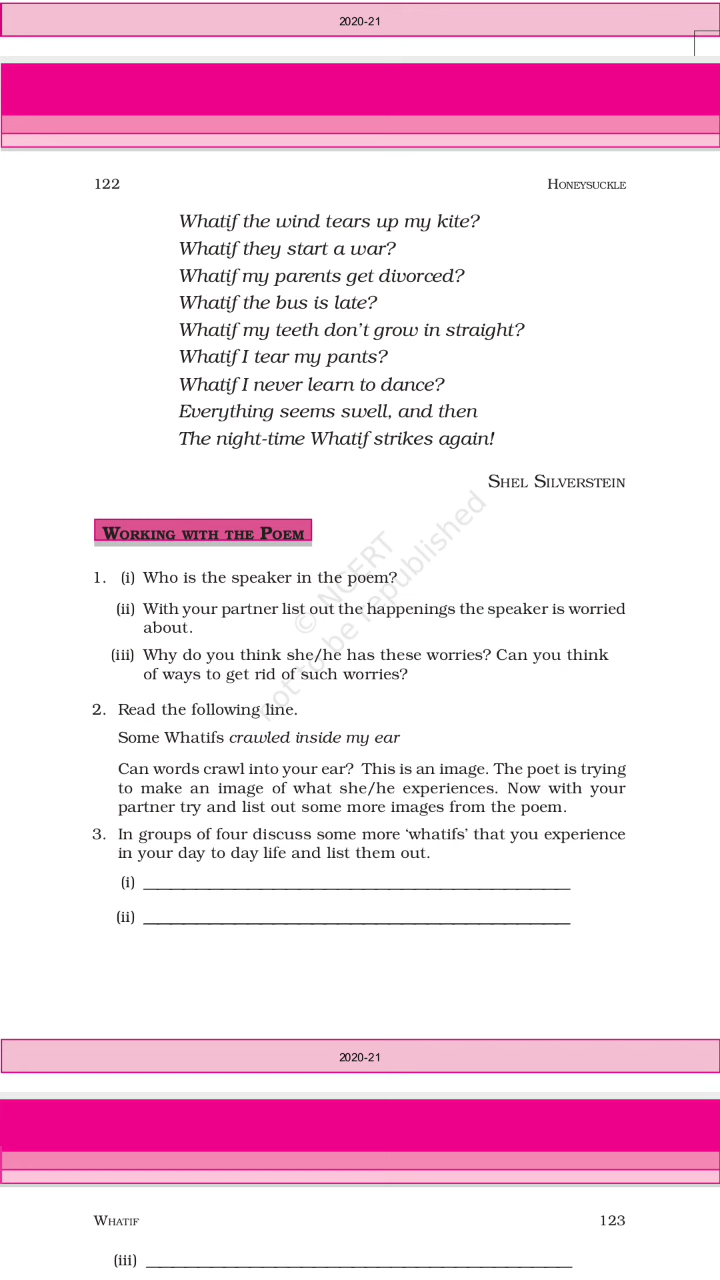 2020-21
122 HONEYSUCKLE
Whatif the wind tears up my kite?
Whatif they start a war?
Whatif my parents get divorced?
Whatif the bus is late?
Whatif my teeth don't grow in straight?
Whatif I tear my pants?
Whatif I never learn to dance?
Everything seems swell, and then
The night-time Whatif strikes again!
SHEL SILVERSTEIN
WORKING WITH THE POEM
1. (i) Who is the speaker in the poem?
(ii) With your partner list out the happenings the speaker is worried
about.
(iii) Why do you think she/he has these worries? Can you think
of ways to get rid of such worries?
2. Read the following line.
Some Whatifs crawled inside my ear
Can words crawl into your ear? This is an image. The poet is trying
to make an image of what she/he experiences. Now with your
partner try and list out some more images from the poem.
3. In groups of four discuss some more 'whatifs' that you experience
in your day to day life and list them out.
(i)
(ii)
© NCERT
not to be republished
2020-21
WHATIF 123
(iii)